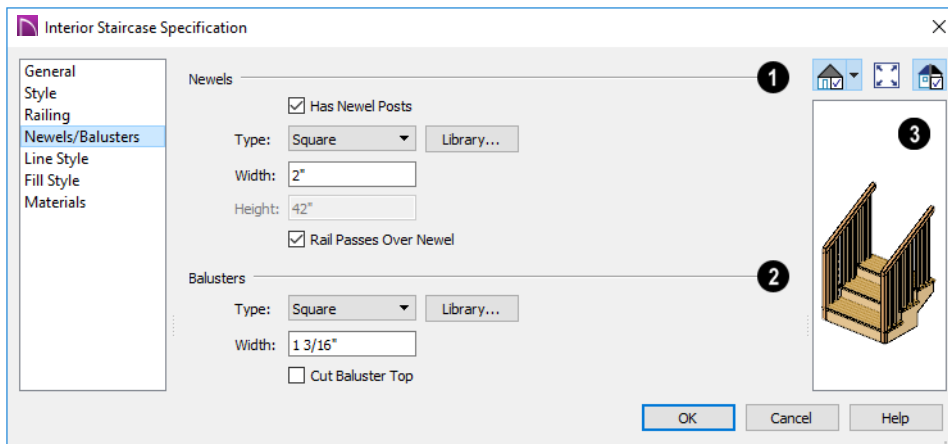 Interior Staircase Specification
General
Style
Railing
Newels/Balusters
Line Style
Fill Style
Materials
Newels
1
Has Newel Posts
Type: Square Library...
Width: 2"
Height: 42"
Rail Passes Over Newel
Balusters
2
Type: Square Library...
Width: 1 3/16"
Cut Baluster Top
3
OK Cancel Help